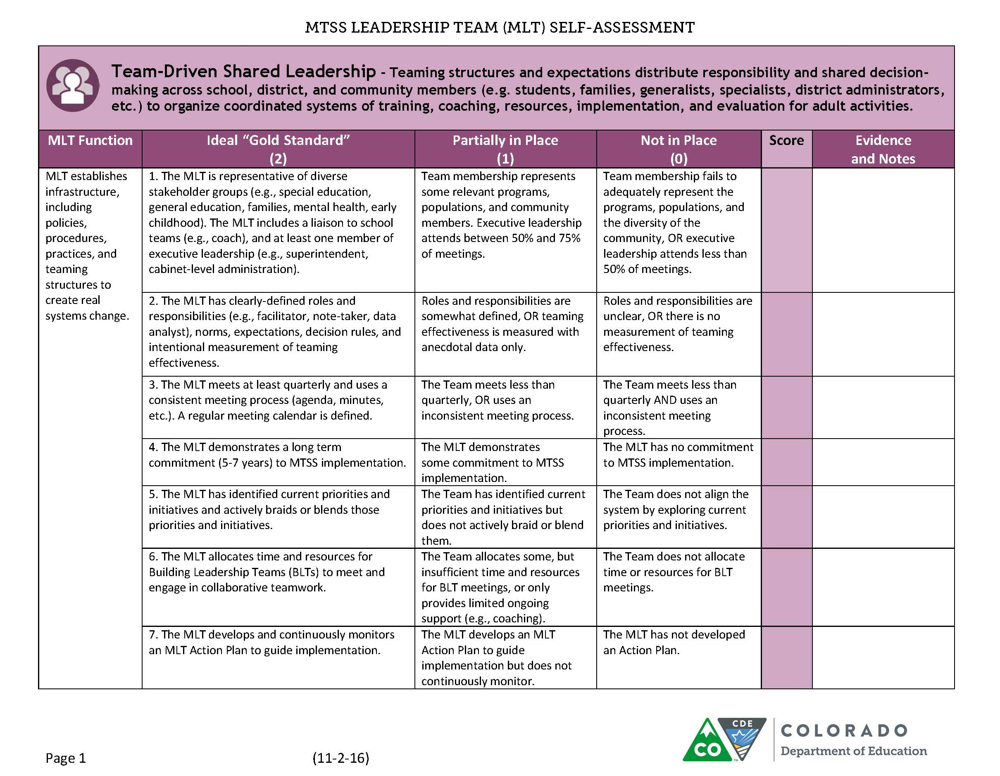 MTSS LEADERSHIP TEAM (MLT) SELF-ASSESSMENT
Team-Driven Shared Leadership - Teaming structures and expectations distribute responsibility and shared decision-
making across school, district, and community members (e.g. students, families, generalists, specialists, district administrators,
etc.) to organize coordinated systems of training, coaching, resources, implementation, and evaluation for adult activities.
MLT Function
Ideal “Gold Standard”
(2)
Partially in Place
(1)
Not in Place
(0)
Score
Evidence
and Notes
MLT establishes
infrastructure,
including
policies,
procedures,
practices, and
teaming
structures to
create real
systems change.
1. The MLT is representative of diverse
stakeholder groups (e.g., special education,
general education, families, mental health, early
childhood). The MLT includes a liaison to school
teams (e.g., coach), and at least one member of
executive leadership (e.g., superintendent,
cabinet-level administration).
Team membership represents
some relevant programs,
populations, and community
members. Executive leadership
attends between 50% and 75%
of meetings.
Team membership fails to
adequately represent the
programs, populations, and
the diversity of the
community, OR executive
leadership attends less than
50% of meetings.
2. The MLT has clearly-defined roles and
responsibilities (e.g., facilitator, note-taker, data
analyst), norms, expectations, decision rules, and
intentional measurement of teaming
effectiveness.
Roles and responsibilities are
somewhat defined, OR teaming
effectiveness is measured with
anecdotal data only.
Roles and responsibilities are
unclear, OR there is no
measurement of teaming
effectiveness.
3. The MLT meets at least quarterly and uses a
consistent meeting process (agenda, minutes,
etc.). A regular meeting calendar is defined.
The Team meets less than
quarterly, OR uses an
inconsistent meeting process.
The Team meets less than
quarterly AND uses an
inconsistent meeting
process.
4. The MLT demonstrates a long term
commitment (5-7 years) to MTSS implementation.
The MLT demonstrates
some commitment to MTSS
implementation.
The MLT has no commitment
to MTSS implementation.
5. The MLT has identified current priorities and
initiatives and actively braids or blends those
priorities and initiatives.
The Team has identified current
priorities and initiatives but
does not actively braid or blend
them.
The Team does not align the
system by exploring current
priorities and initiatives.
6. The MLT allocates time and resources for
Building Leadership Teams (BLTs) to meet and
engage in collaborative teamwork.
The Team allocates some, but
insufficient time and resources
for BLT meetings, or only
provides limited ongoing
support (e.g., coaching).
The Team does not allocate
time or resources for BLT
meetings.
7. The MLT develops and continuously monitors
an MLT Action Plan to guide implementation.
The MLT develops an MLT
Action Plan to guide
implementation but does not
continuously monitor.
The MLT has not developed
an Action Plan.
CO
CDE
TM
COLORADO
Department of Education
Page 1
(11-2-16)